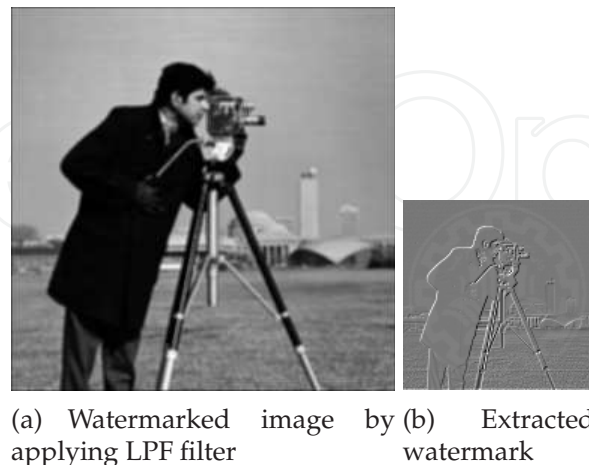 (a) Watermarked image by
applying LPF filter
(b) Extracted
watermark